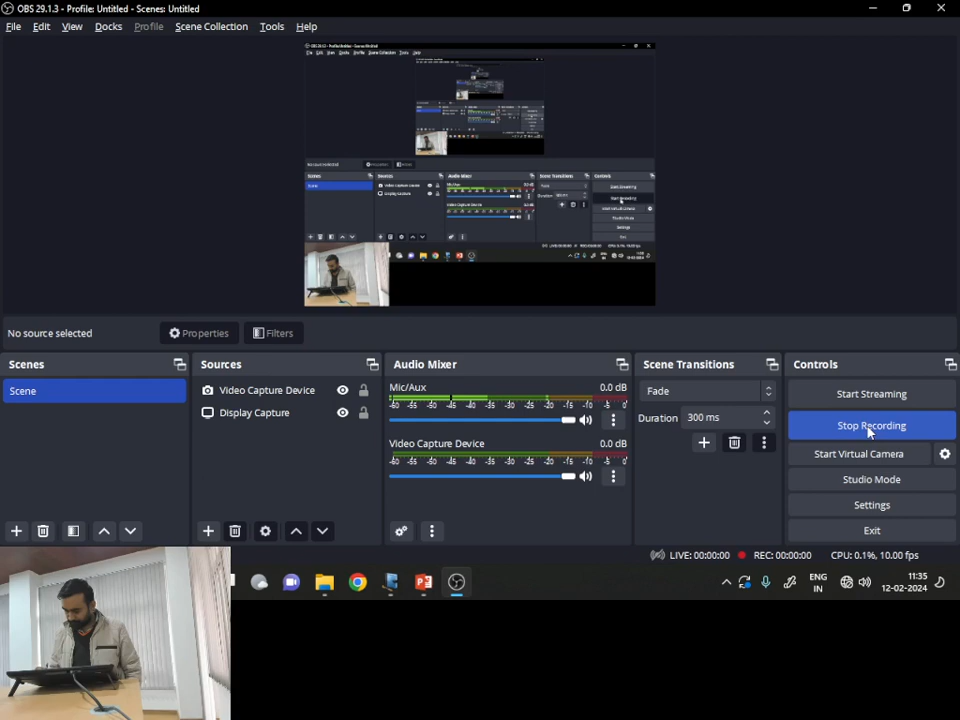 OBS 29.1.3 - Profile: Untitled - Scenes: Untitled
File Edit View Docks Profile Scene Collection Tools Help
No source selected Properties Filters
Scenes
Scene
Sources
Video Capture Device
Display Capture
Audio Mixer
Mic/Aux 0.0 dB
-60 -55 -50 -45 -40 -35 -30 -25 -20 -15 -10 -5 0
Video Capture Device 0.0 dB
-60 -55 -50 -45 -40 -35 -30 -25 -20 -15 -10 -5 0
Scene Transitions
Fade
Duration 300 ms
Controls
Start Streaming
Stop Recording
Start Virtual Camera
Studio Mode
Settings
Exit
LIVE: 00:00:00 REC: 00:00:00 CPU: 0.1%, 10.00 fps
ENG
IN
11:35
12-02-2024